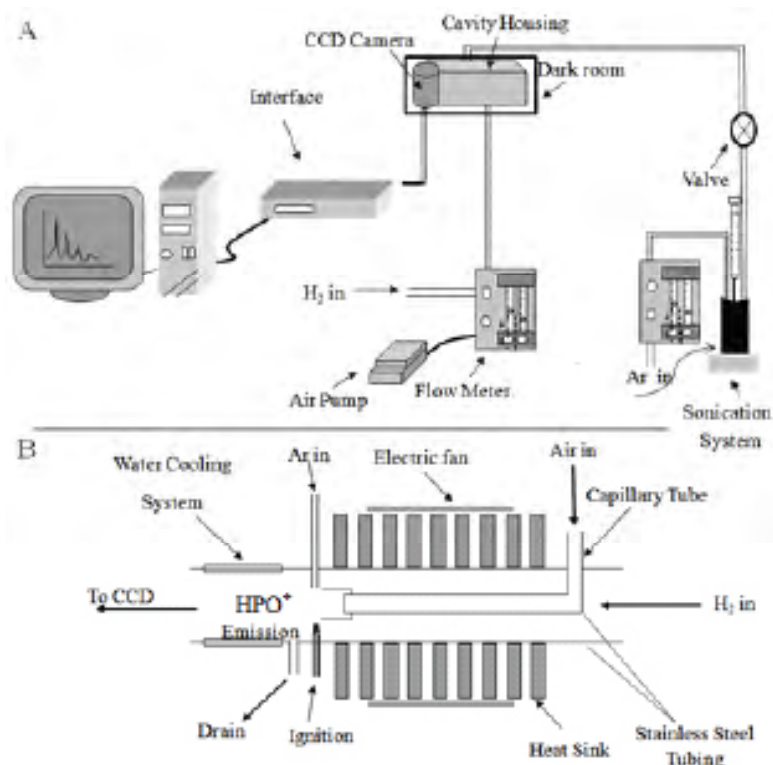 A
Cavity Housing
CCD Camera
Dark room
Interface
Valve
H₂ in
Air Pump
Flow Meter
Ar in
Sonication
System
B
Water Cooling
System
Ar in
Electric fan
Air in
Capillary Tube
To CCD
HPO⁺
Emission
H₂ in
Drain
Ignition
Heat Sink
Stainless Steel
Tubing